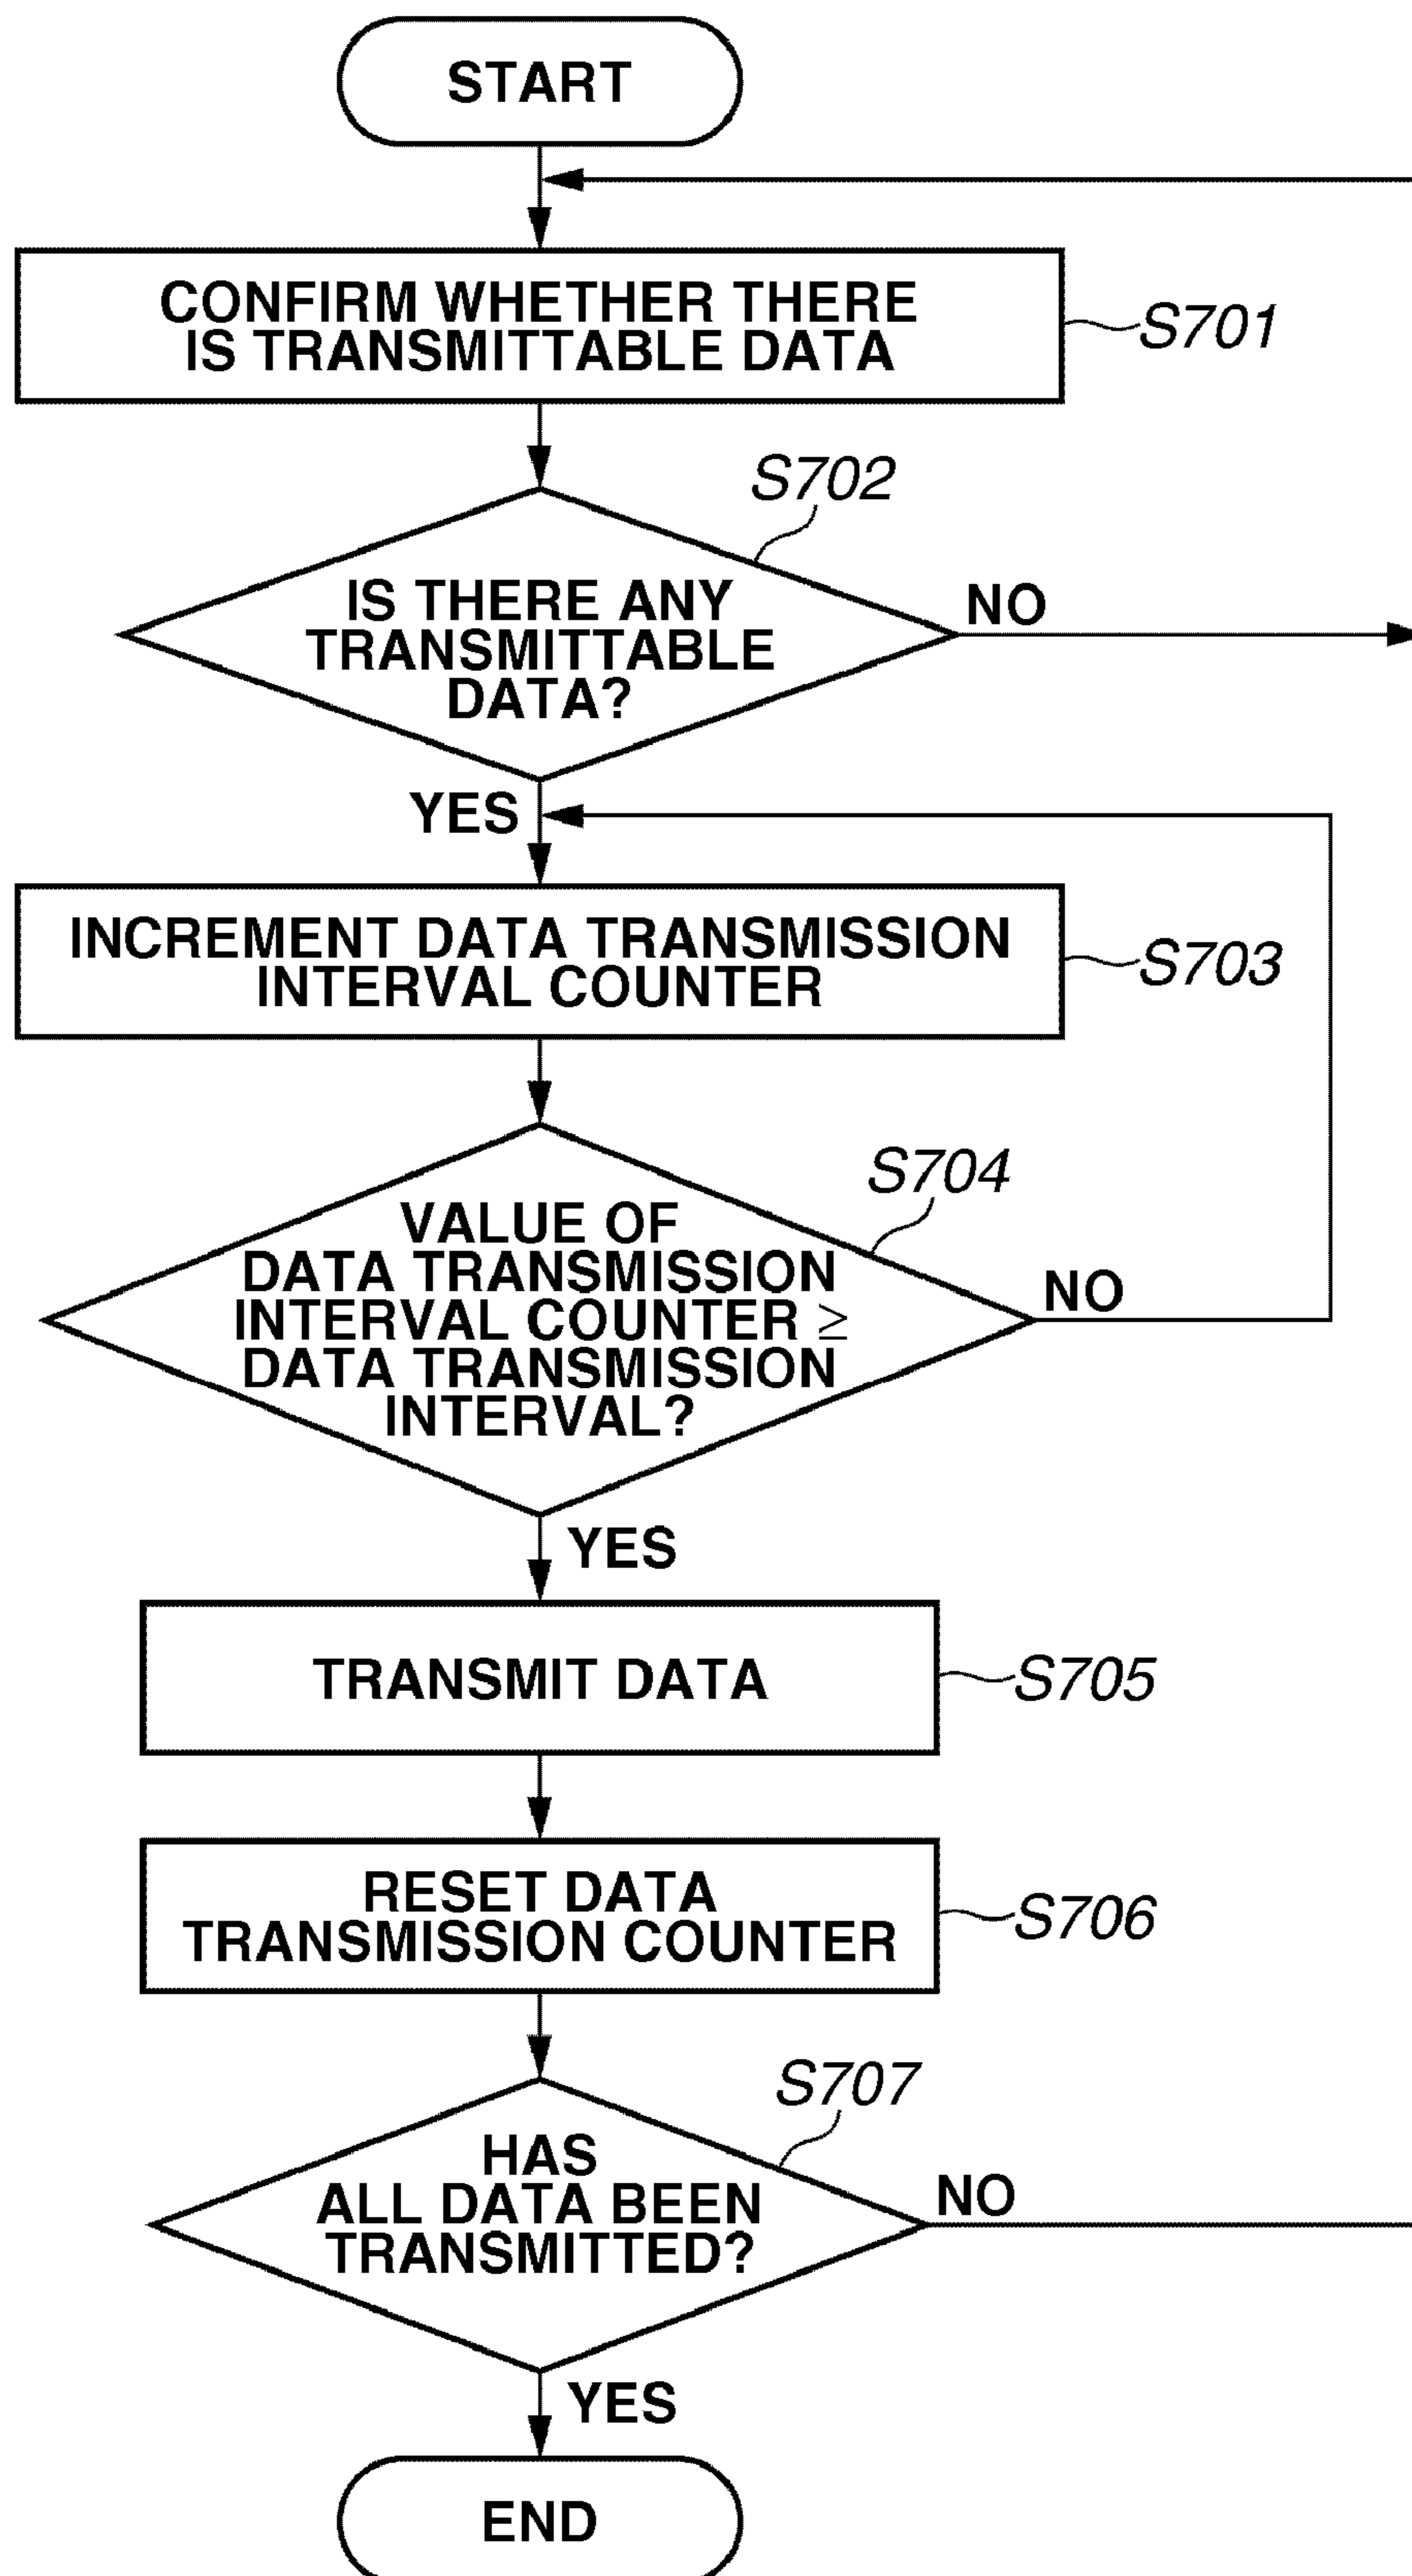 START
CONFIRM WHETHER THERE
IS TRANSMITTABLE DATA
S701
S702
IS THERE ANY
TRANSMITTABLE
DATA?
NO
YES
INCREMENT DATA TRANSMISSION
INTERVAL COUNTER
S703
S704
VALUE OF
DATA TRANSMISSION
INTERVAL COUNTER ≥
DATA TRANSMISSION
INTERVAL?
NO
YES
TRANSMIT DATA
S705
RESET DATA
TRANSMISSION COUNTER
S706
S707
HAS
ALL DATA BEEN
TRANSMITTED?
NO
YES
END